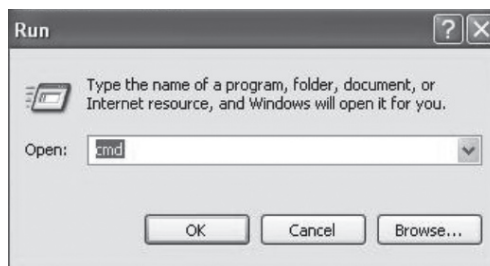 Run
Type the name of a program, folder, document, or
Internet resource, and Windows will open it for you.
Open:
cmd
OK
Cancel
Browse...